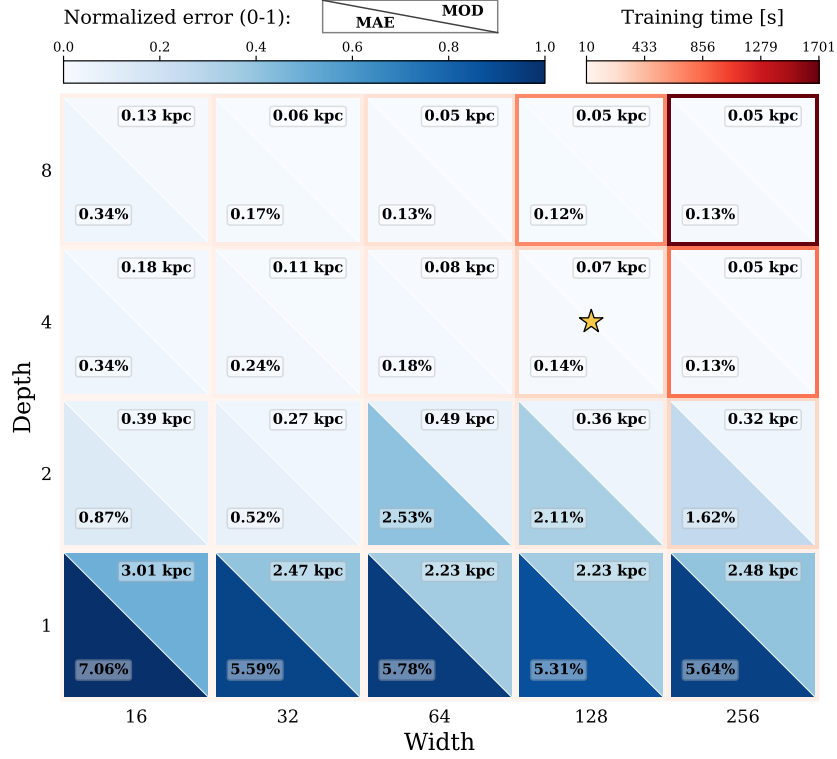 Normalized error (0-1):
MAE
MOD
Training time [s]
0.0 0.2 0.4 0.6 0.8 1.0
10 433 856 1279 1701
8
0.13 kpc 0.06 kpc 0.05 kpc 0.05 kpc 0.05 kpc
0.34% 0.17% 0.13% 0.12% 0.13%
4
0.18 kpc 0.11 kpc 0.08 kpc 0.07 kpc 0.05 kpc
0.34% 0.24% 0.18% 0.14% 0.13%
Depth
2
0.39 kpc 0.27 kpc 0.49 kpc 0.36 kpc 0.32 kpc
0.87% 0.52% 2.53% 2.11% 1.62%
1
3.01 kpc 2.47 kpc 2.23 kpc 2.23 kpc 2.48 kpc
7.06% 5.59% 5.78% 5.31% 5.64%
16 32 64 128 256
Width